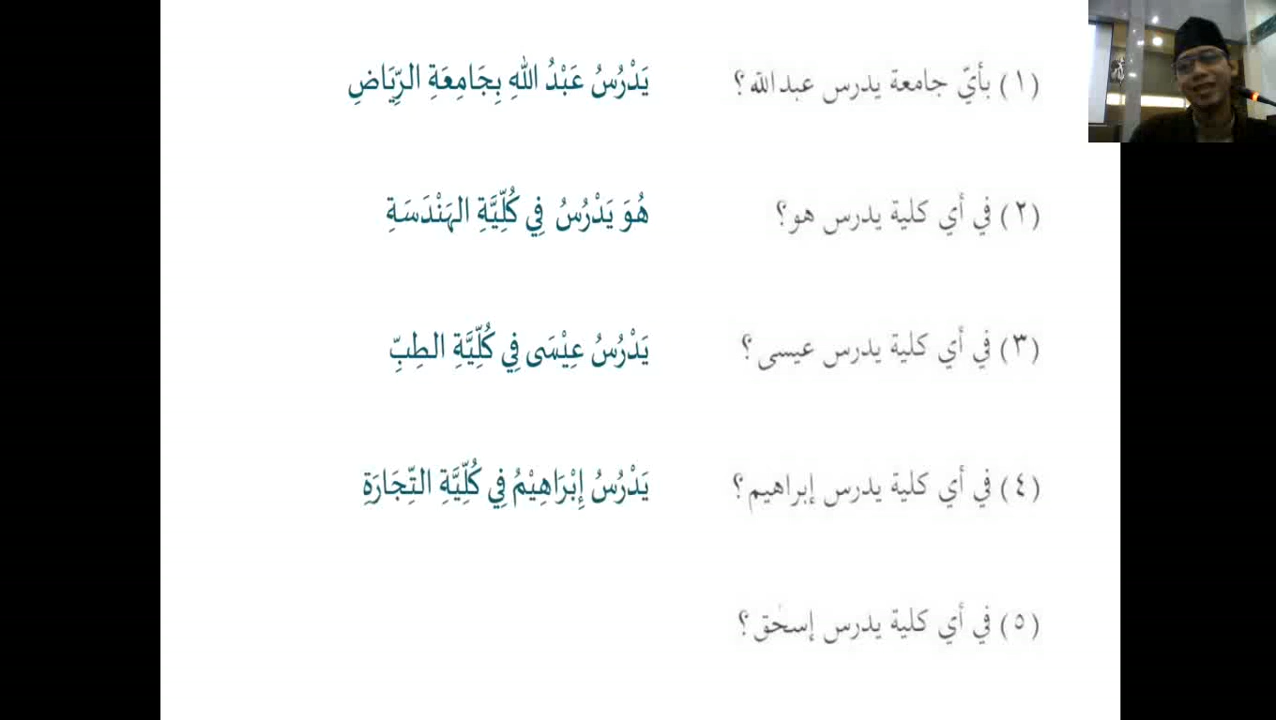 (١) بأيّ جامعة يدرس عبد الله؟ يَدْرُسُ عَبْدُ اللهِ بِجَامِعَةِ الرِّيَاضِ
(٢) في أي كلية يدرس هو؟ هُوَ يَدْرُسُ فِي كُلِّيَّةِ الهَنْدَسَةِ
(٣) في أي كلية يدرس عيسى؟ يَدْرُسُ عِيْسَى فِي كُلِّيَّةِ الطِبِّ
(٤) في أي كلية يدرس إبراهيم؟ يَدْرُسُ إِبْرَاهِيْمُ فِي كُلِّيَّةِ التِّجَارَةِ
(٥) في أي كلية يدرس إسحٰق؟